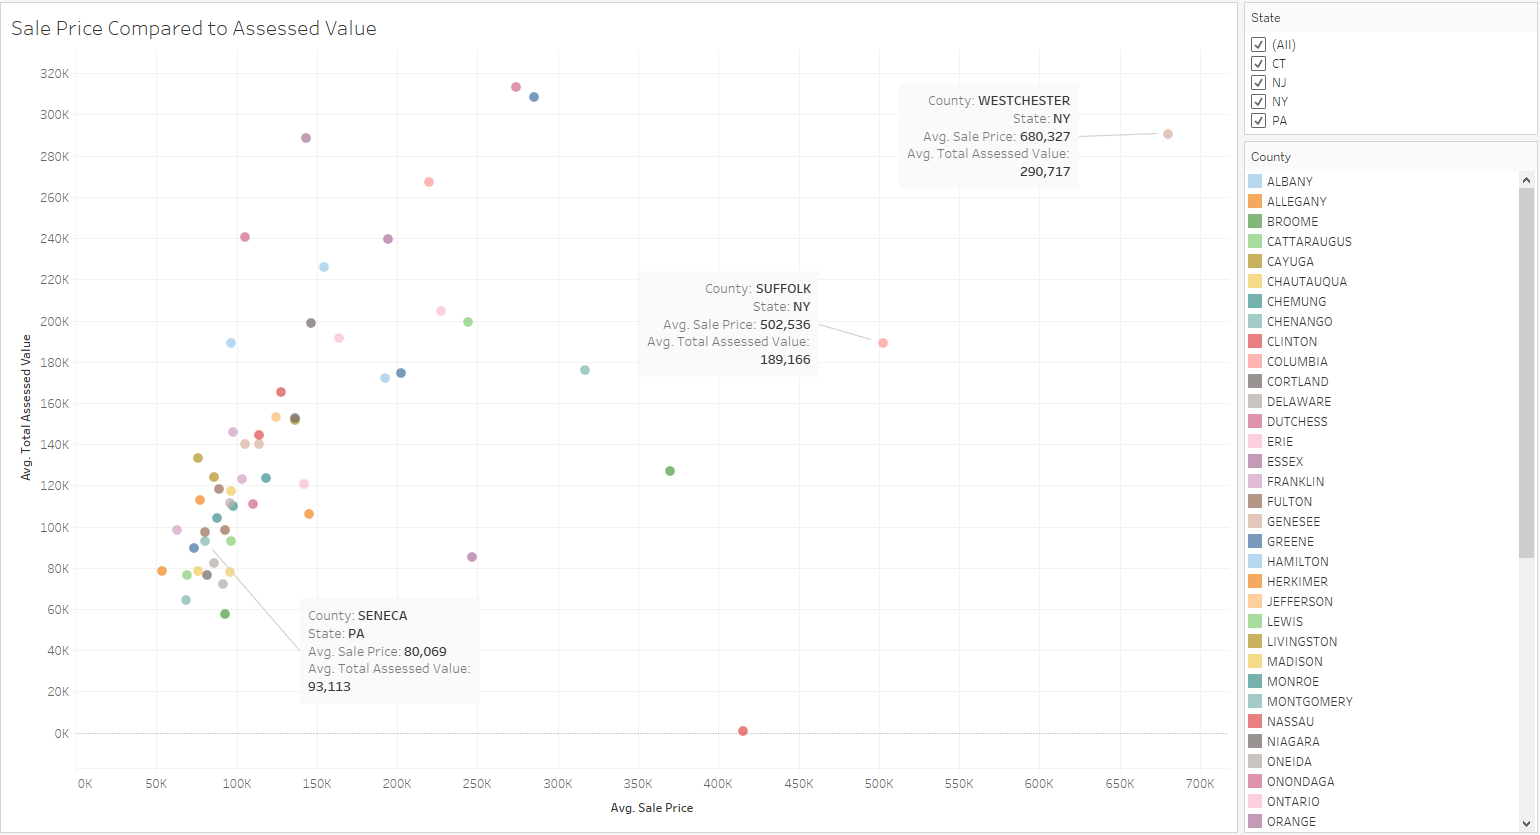 Sale Price Compared to Assessed Value
Avg. Total Assessed Value
320K
300K
280K
260K
240K
220K
200K
180K
160K
140K
120K
100K
80K
60K
40K
20K
0K
County: WESTCHESTER
State: NY
Avg. Sale Price: 680,327
Avg. Total Assessed Value:
290,717
County: SUFFOLK
State: NY
Avg. Sale Price: 502,536
Avg. Total Assessed Value:
189,166
County: SENECA
State: PA
Avg. Sale Price: 80,069
Avg. Total Assessed Value:
93,113
0K 50K 100K 150K 200K 250K 300K 350K 400K 450K 500K 550K 600K 650K 700K
Avg. Sale Price
State
(All)
CT
NJ
NY
PA
County
ALBANY
ALLEGANY
BROOME
CATTARAUGUS
CAYUGA
CHAUTAUQUA
CHEMUNG
CHENANGO
CLINTON
COLUMBIA
CORTLAND
DELAWARE
DUTCHESS
ERIE
ESSEX
FRANKLIN
FULTON
GENESEE
GREENE
HAMILTON
HERKIMER
JEFFERSON
LEWIS
LIVINGSTON
MADISON
MONROE
MONTGOMERY
NASSAU
NIAGARA
ONEIDA
ONONDAGA
ONTARIO
ORANGE